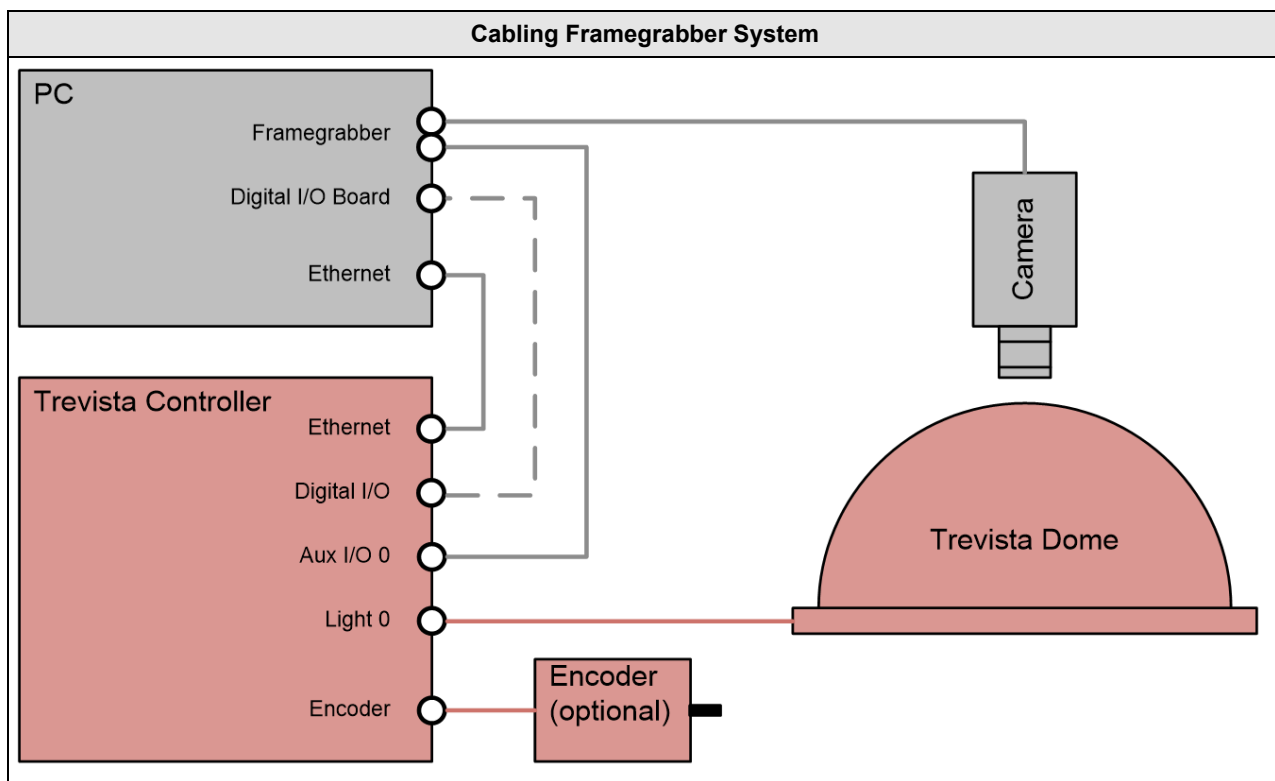 Cabling Framegrabber System
PC
Framegrabber
Digital I/O Board
Ethernet
Camera
Trevista Controller
Ethernet
Digital I/O
Aux I/O 0
Light 0
Encoder
Encoder
(optional)
Trevista Dome